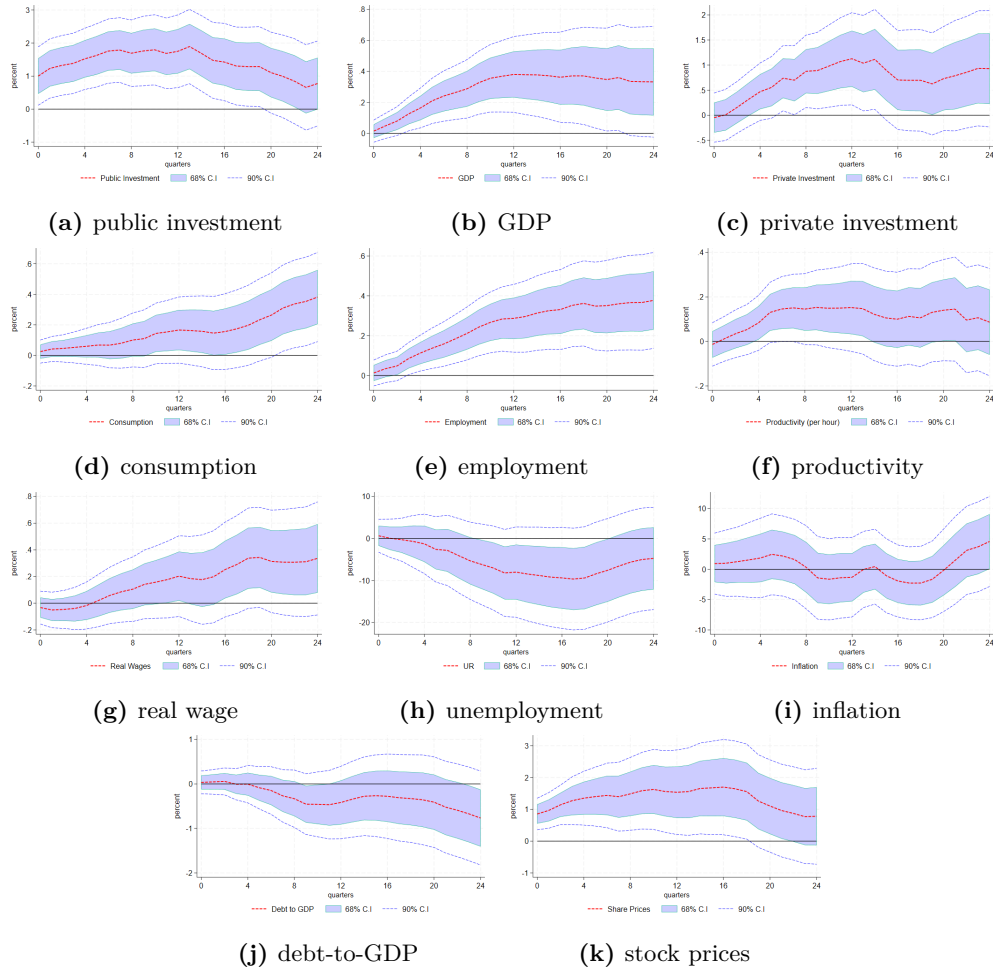 3
2
1
0
-1
percent
0 4 8 12 16 20 24
quarters
Public Investment 68% C.I 90% C.I
(a) public investment
.8
.6
.4
.2
0
percent
0 4 8 12 16 20 24
quarters
GDP 68% C.I 90% C.I
(b) GDP
2
1.5
1
.5
0
-.5
percent
0 4 8 12 16 20 24
quarters
Private Investment 68% C.I 90% C.I
(c) private investment
.6
.4
.2
0
-.2
percent
0 4 8 12 16 20 24
quarters
Consumption 68% C.I 90% C.I
(d) consumption
.6
.4
.2
0
percent
0 4 8 12 16 20 24
quarters
Employment 68% C.I 90% C.I
(e) employment
.4
.2
0
-.2
percent
0 4 8 12 16 20 24
quarters
Productivity (per hour) 68% C.I 90% C.I
(f) productivity
.8
.6
.4
.2
0
-.2
percent
0 4 8 12 16 20 24
quarters
Real Wages 68% C.I 90% C.I
(g) real wage
10
0
-10
-20
percent
0 4 8 12 16 20 24
quarters
UR 68% C.I 90% C.I
(h) unemployment
10
5
0
-5
-10
percent
0 4 8 12 16 20 24
quarters
Inflation 68% C.I 90% C.I
(i) inflation
1
0
-1
-2
percent
0 4 8 12 16 20 24
quarters
Debt to GDP 68% C.I 90% C.I
(j) debt-to-GDP
3
2
1
0
-1
percent
0 4 8 12 16 20 24
quarters
Share Prices 68% C.I 90% C.I
(k) stock prices